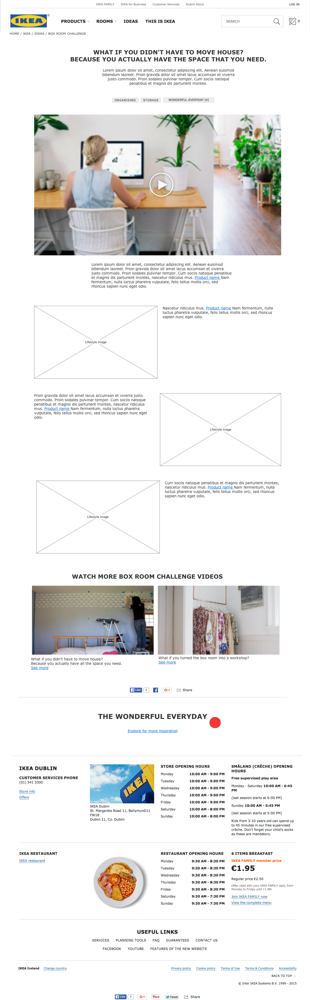 IKEA FAMILY IKEA for Business Customer Services Dublin Store LOG IN
IKEA ® PRODUCTS ROOMS IDEAS THIS IS IKEA SEARCH 0
HOME / IKEA / IDEAS / BOX ROOM CHALLENGE
WHAT IF YOU DIDN'T HAVE TO MOVE HOUSE?
BECAUSE YOU ACTUALLY HAVE THE SPACE THAT YOU NEED.
Lorem ipsum dolor sit amet, consectetur adipiscing elit. Aenean euismod
bibendum laoreet. Proin gravida dolor sit amet lacus accumsan et viverra
justo commodo. Proin sodales pulvinar tempor. Cum sociis natoque
penatibus et magnis dis parturient montes.
ORGANISING STORAGE WONDERFUL EVERYDAY (4)
Lorem ipsum dolor sit amet, consectetur adipiscing elit. Aenean euismod
bibendum laoreet. Proin gravida dolor sit amet lacus accumsan et viverra
justo commodo. Proin sodales pulvinar tempor. Cum sociis natoque penatibus
et magnis dis parturient montes, nascetur ridiculus mus. Product name Nam
fermentum, nulla luctus pharetra vulputate, felis tellus mollis orci, sed
rhoncus sapien nunc eget odio.
Lifestyle image
Nascetur ridiculus mus. Product name Nam fermentum, nulla
luctus pharetra vulputate, felis tellus mollis orci, sed rhoncus
sapien nunc eget odio.
Proin gravida dolor sit amet lacus accumsan et viverra justo
commodo. Proin sodales pulvinar tempor. Cum sociis natoque
penatibus et magnis dis parturient montes, nascetur ridiculus
mus. Product name Nam fermentum, nulla luctus pharetra
vulputate, felis tellus mollis orci, sed rhoncus sapien nunc eget
odio.
Lifestyle image
Lifestyle image
Cum sociis natoque penatibus et magnis dis parturient montes,
nascetur ridiculus mus. Product name Nam fermentum, nulla
luctus pharetra vulputate, felis tellus mollis orci, sed rhoncus
sapien nunc eget odio.
WATCH MORE BOX ROOM CHALLENGE VIDEOS
What if you didn't have to move house?
Because you actually have all the space you need.
See more
What if you turned the box room into a workshop?
See more
Like 0 G+1 Share
THE WONDERFUL EVERYDAY
Explore for more inspiration
IKEA DUBLIN
CUSTOMER SERVICES PHONE
(01) 541 3300
Store info
Offers
IKEA
IKEA Dublin
St. Margarets Road 11, BallymunD11
FW18
Dublin 11, Co. Dublin
STORE OPENING HOURS
Monday 10:00 AM - 9:00 PM
Tuesday 10:00 AM - 9:00 PM
Wednesday 10:00 AM - 9:00 PM
Thursday 10:00 AM - 9:00 PM
Friday 10:00 AM - 9:00 PM
Saturday 10:00 AM - 8:00 PM
Sunday 10:00 AM - 8:00 PM
SMÅLAND (CRÈCHE) OPENING
HOURS
Free supervised play area
Monday - Saturday 10:00 AM - 6:45
PM
(last session starts at 6:00 PM)
Sunday 10:00 AM - 5:45 PM
(last session starts at 5:00 PM)
Kids from 3-10 years old can spend up
to 45 minutes in our free supervised
crèche. Don't forget your child's socks
as these are mandatory.
IKEA RESTAURANT
IKEA restaurant
RESTAURANT OPENING HOURS
Monday 9:30 AM - 8:30 PM
Tuesday 9:30 AM - 8:30 PM
Wednesday 9:30 AM - 8:30 PM
Thursday 9:30 AM - 8:30 PM
Friday 9:30 AM - 8:30 PM
Saturday 9:30 AM - 7:30 PM
Sunday 9:30 AM - 7:30 PM
6 ITEMS BREAKFAST
IKEA FAMILY member price
€1.95
Regular price €2.50
Offer valid with your IKEA FAMILY card, from
Monday to Friday until 11 AM.
Join IKEA FAMILY now
View the complete menu
USEFUL LINKS
SERVICES PLANNING TOOLS FAQ GUARANTEES CONTACT US
FACEBOOK YOUTUBE FEATURES OF THE NEW WEBSITE
IKEA Ireland Change country Privacy policy Cookie policy Terms of Use Terms & Conditions Accessibility
BACK TO TOP
© Inter IKEA Systems B.V. 1999 - 2015
Like 0 G+1 Pin it Tweet Share